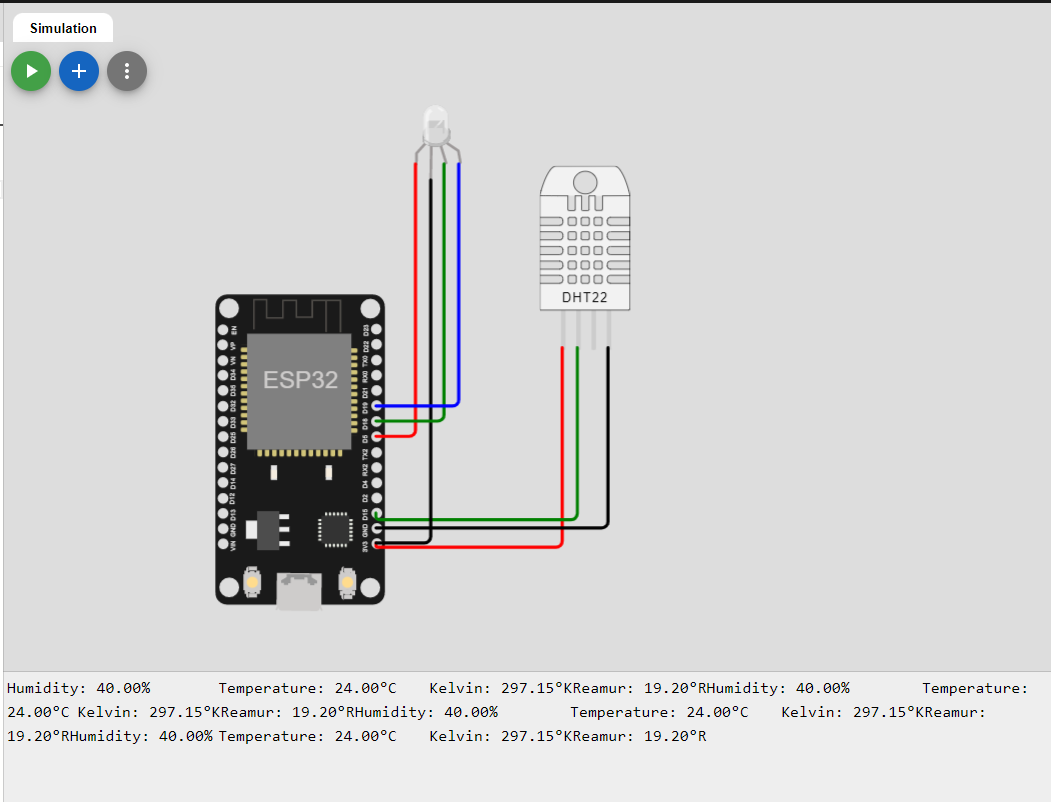 Simulation
DHT22
ESP32
EN
VP
VN
D34
D35
D32
D33
D25
D26
D27
D14
D12
D13
GND
VIN
D23
D22
TX0
RX0
D21
D19
D18
D5
TX2
RX2
D4
D2
D15
GND
3V3
Humidity: 40.00% Temperature: 24.00°C Kelvin: 297.15°KReamur: 19.20°RHumidity: 40.00% Temperature:
24.00°C Kelvin: 297.15°KReamur: 19.20°RHumidity: 40.00% Temperature: 24.00°C Kelvin: 297.15°KReamur:
19.20°RHumidity: 40.00% Temperature: 24.00°C Kelvin: 297.15°KReamur: 19.20°R